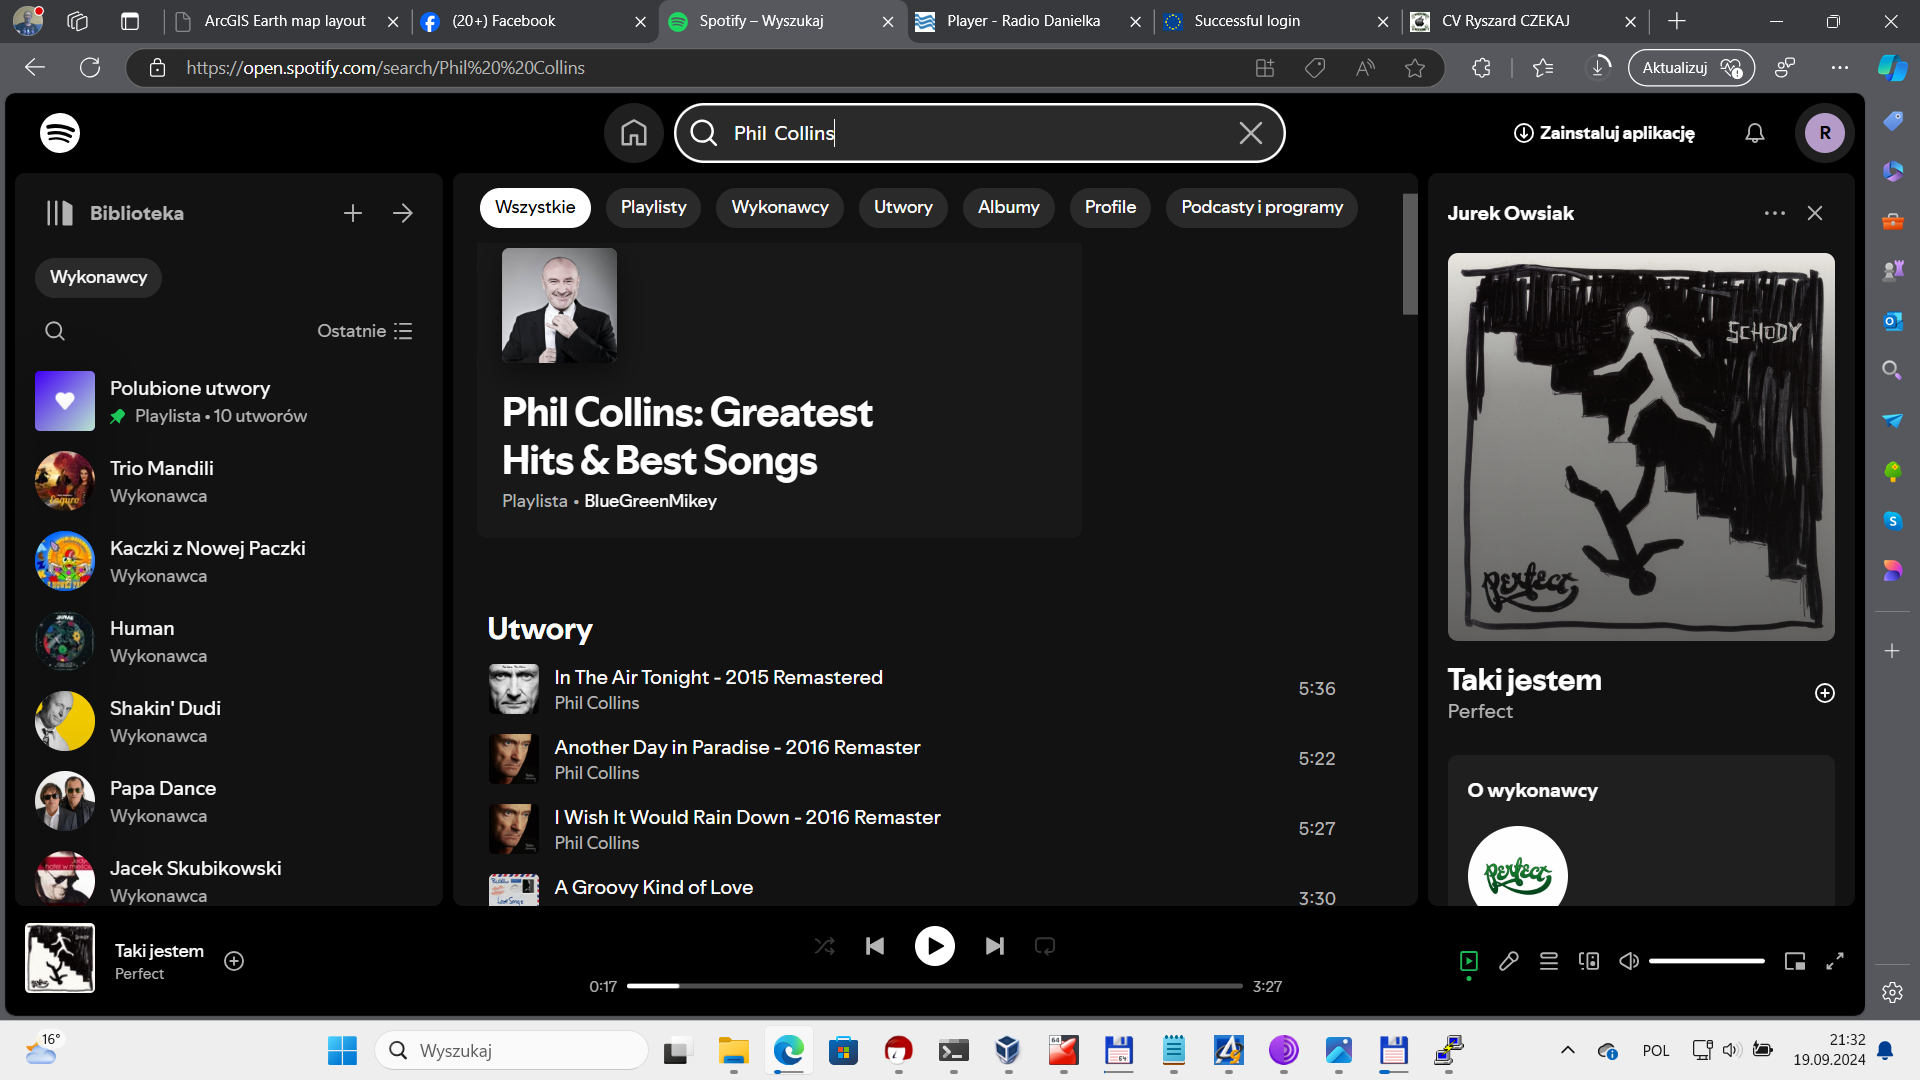 ArcGIS Earth map layout
(20+) Facebook
Spotify – Wyszukaj
Player - Radio Danielka
Successful login
CV Ryszard CZEKAJ
https://open.spotify.com/search/Phil%20%20Collins
Aktualizuj
Phil  Collins
Zainstaluj aplikację
R
Biblioteka
Wykonawcy
Ostatnie
Polubione utwory
Playlista • 10 utworów
Trio Mandili
Wykonawca
Kaczki z Nowej Paczki
Wykonawca
Human
Wykonawca
Shakin' Dudi
Wykonawca
Papa Dance
Wykonawca
Jacek Skubikowski
Wykonawca
Wszystkie
Playlisty
Wykonawcy
Utwory
Albumy
Profile
Podcasty i programy
Phil Collins: Greatest
Hits & Best Songs
Playlista • BlueGreenMikey
Utwory
In The Air Tonight - 2015 Remastered
Phil Collins
5:36
Another Day in Paradise - 2016 Remaster
Phil Collins
5:22
I Wish It Would Rain Down - 2016 Remaster
Phil Collins
5:27
A Groovy Kind of Love
3:30
Jurek Owsiak
SCHODY
perfect
Taki jestem
Perfect
O wykonawcy
perfect
Taki jestem
Perfect
0:17
3:27
16°
Wyszukaj
POL
21:32
19.09.2024